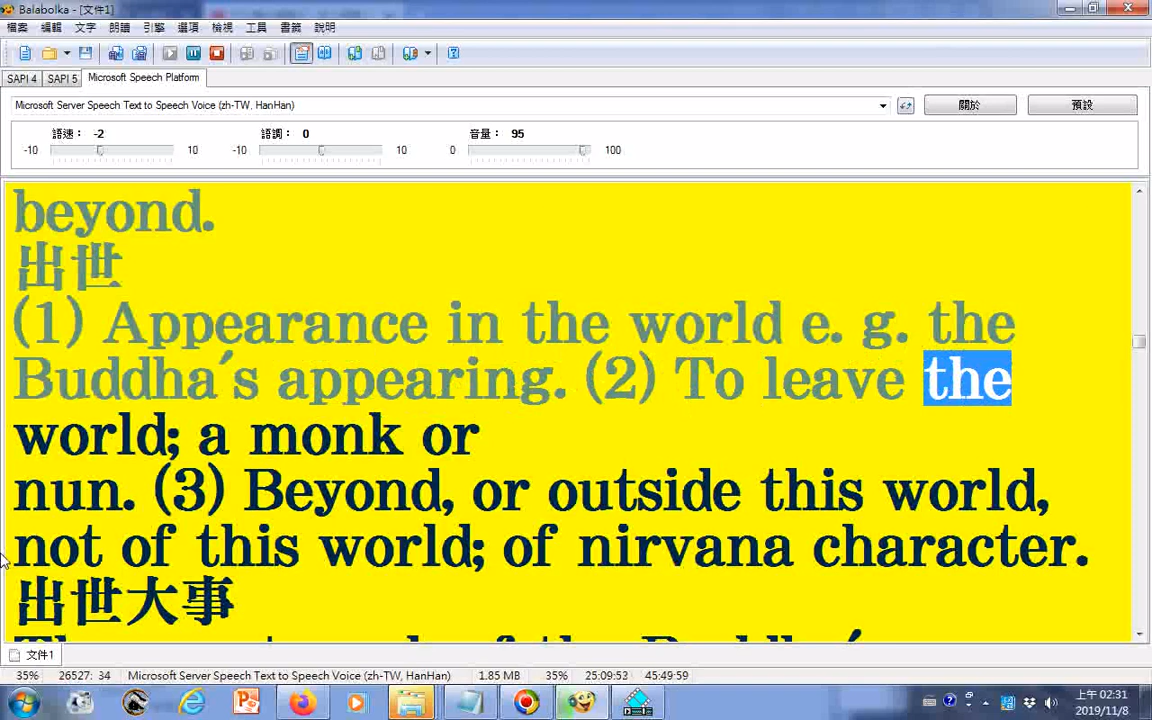 Balabolka - [文件1]
檔案 編輯 文字 朗讀 引擎 選項 檢視 工具 書籤 說明
SAPI 4 SAPI 5 Microsoft Speech Platform
Microsoft Server Speech Text to Speech Voice (zh-TW, HanHan) 關於 預設
語速: -2 語調: 0 音量: 95
-10 10 -10 10 0 100
beyond.
出世
(1) Appearance in the world e. g. the
Buddha´s appearing. (2) To leave the
world; a monk or
nun. (3) Beyond, or outside this world,
not of this world; of nirvana character.
出世大事
文件1
35% 26527: 34 Microsoft Server Speech Text to Speech Voice (zh-TW, HanHan) 1.85 MB 35% 25:09:53 45:49:59
上午 02:31
2019/11/8